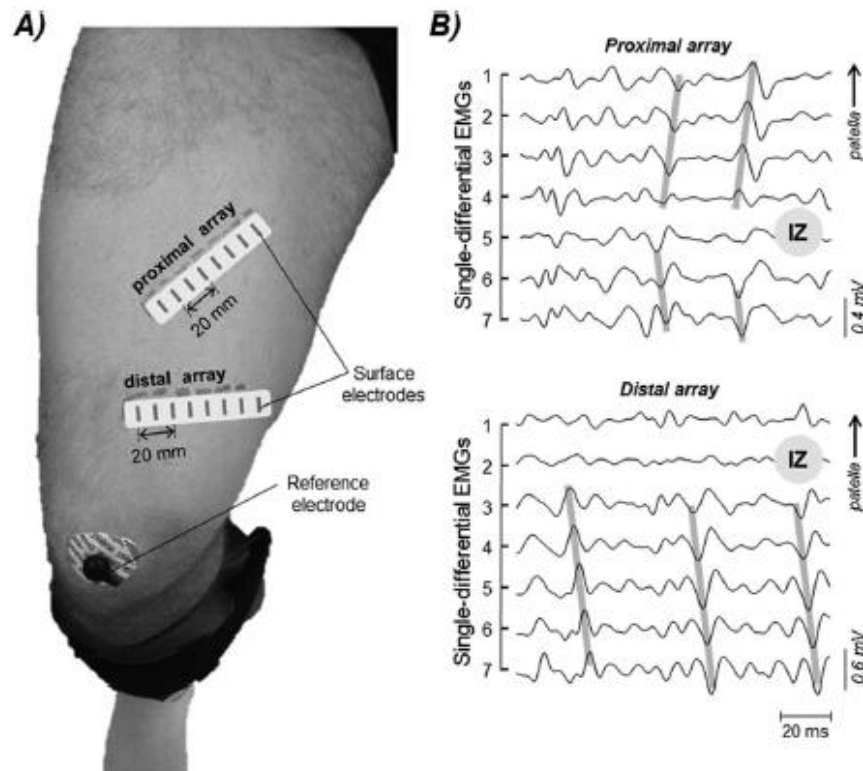 A)
proximal array
20 mm
distal array
20 mm
Surface
electrodes
Reference
electrode
B)
Proximal array
Single-differential EMGs
1
2
3
4
5
6
7
IZ
patella
0.4 mV
Distal array
Single-differential EMGs
1
2
3
4
5
6
7
IZ
patella
0.6 mV
20 ms